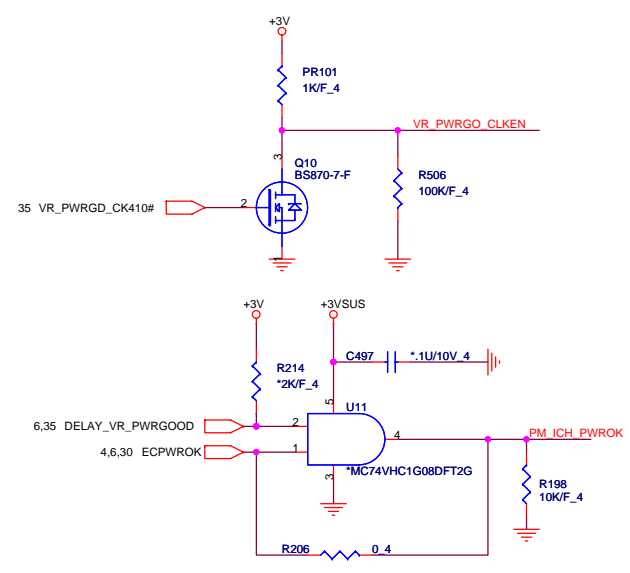 +3V
PR101
1K/F_4
VR_PWRGO_CLKEN
3
Q10
BS870-7-F
R506
100K/F_4
35 VR_PWRGD_CK410#
2
1
+3V
+3VSUS
C497
*.1U/10V_4
R214
*2K/F_4
5
U11
6,35 DELAY_VR_PWRGOOD
2
4
PM_ICH_PWROK
4,6,30 ECPWROK
1
*MC74VHC1G08DFT2G
3
R198
10K/F_4
R206
0_4